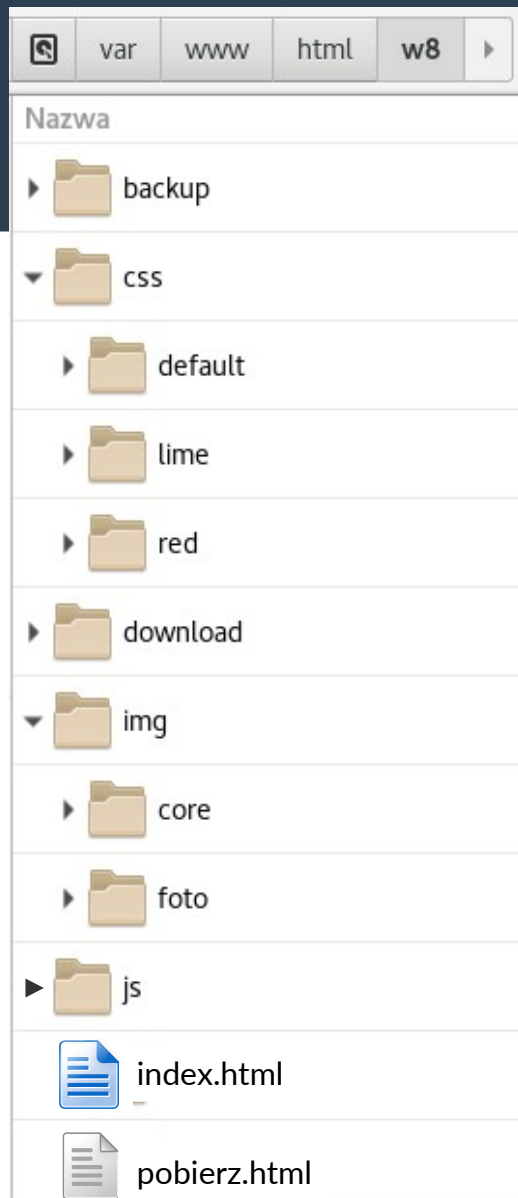 var www html w8
Nazwa
backup
css
default
lime
red
download
img
core
foto
js
index.html
pobierz.html